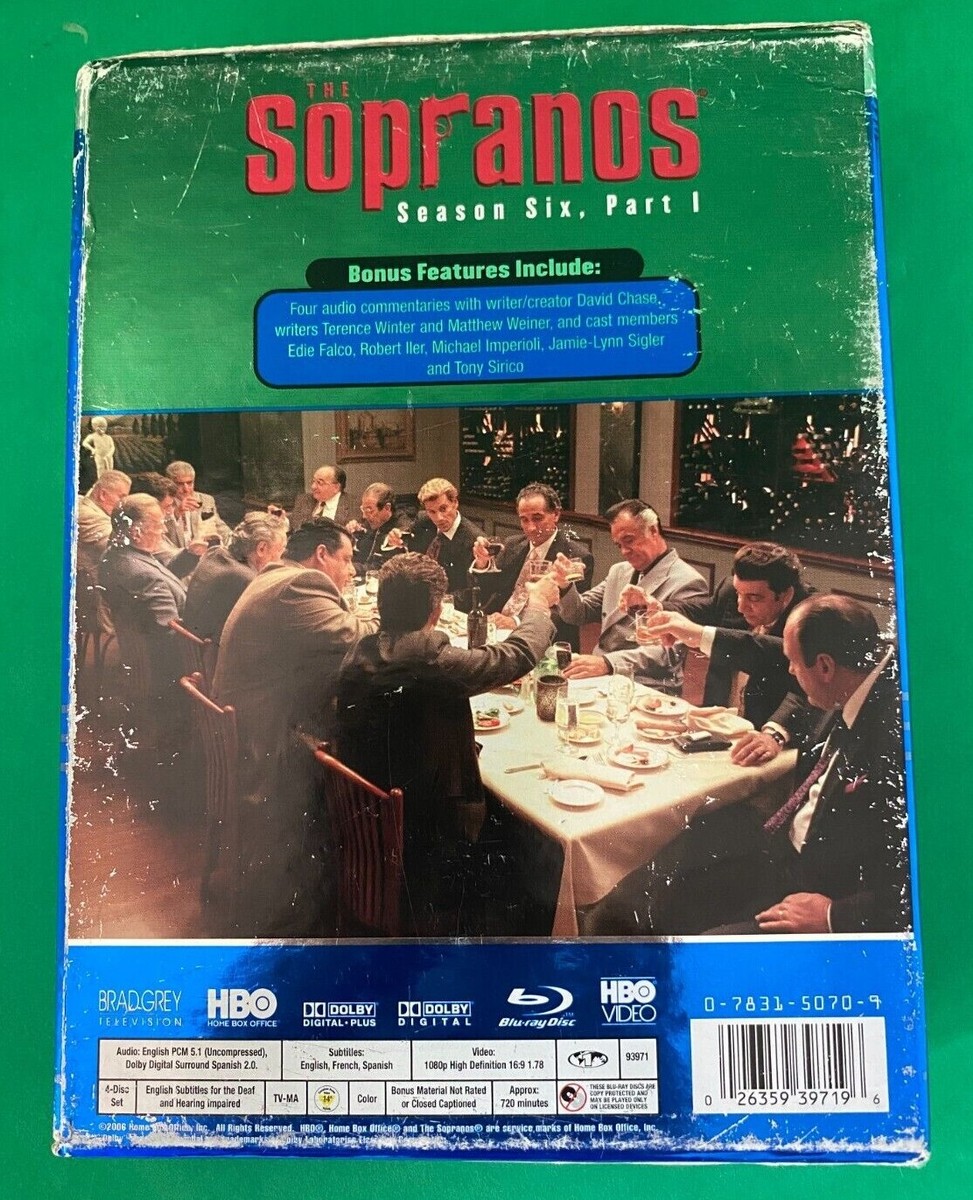 THE
Sopranos®
Season Six, Part I
Bonus Features Include:
Four audio commentaries with writer/creator David Chase,
writers Terence Winter and Matthew Weiner, and cast members
Edie Falco, Robert Iler, Michael Imperioli, Jamie-Lynn Sigler
and Tony Sirico
BRAD GREY
TELEVISION
HBO
HOME BOX OFFICE
DOLBY
DIGITAL PLUS
DOLBY
DIGITAL
Blu-ray Disc
HBO
VIDEO
0-7831-5070-9
Audio: English PCM 5.1 (Uncompressed),
Dolby Digital Surround Spanish 2.0.
Subtitles:
English, French, Spanish
Video:
1080p High Definition 16:9 1.78
93971
4-Disc
Set
English Subtitles for the Deaf
and Hearing impaired
TV-MA
14
Color
Bonus Material Not Rated
or Closed Captioned
Approx:
720 minutes
THESE BLU-RAY DISCS ARE
COPY PROTECTED AND
MAY BE PLAYED ONLY
ON LICENSED DEVICES
0 26359 39719 6
©2006 Home Box Office, Inc. All Rights Reserved. HBO®, Home Box Office® and The Sopranos® are service marks of Home Box Office, Inc.
Dolby trademark Dolby Laboratories